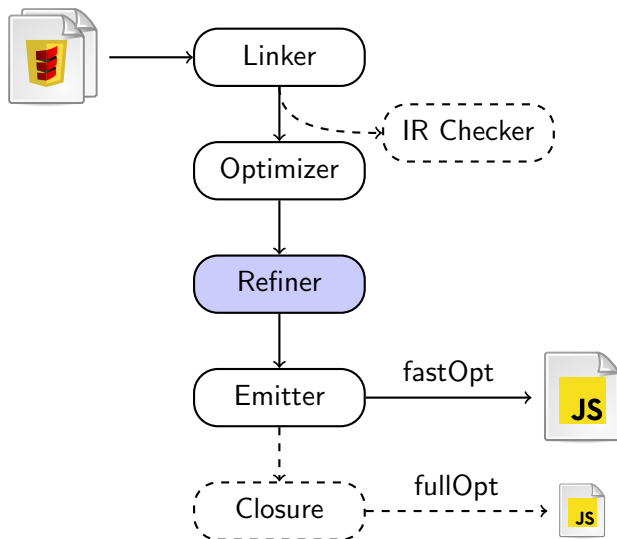 Linker
IR Checker
Optimizer
Refiner
Emitter
fastOpt
JS
Closure
fullOpt
JS